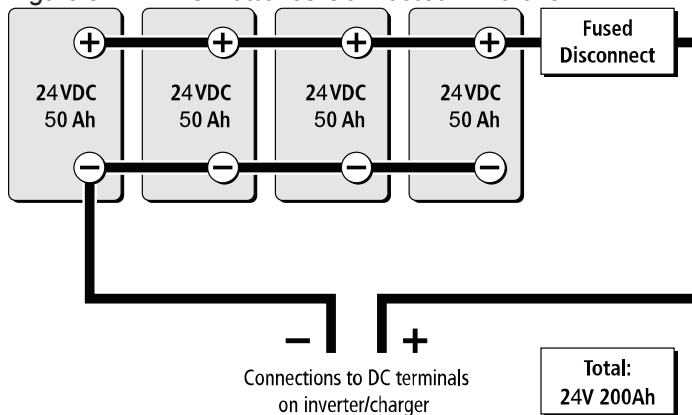 24VDC
50 Ah
24VDC
50 Ah
24VDC
50 Ah
24VDC
50 Ah
Fused
Disconnect
− +
Connections to DC terminals
on inverter/charger
Total:
24V 200Ah